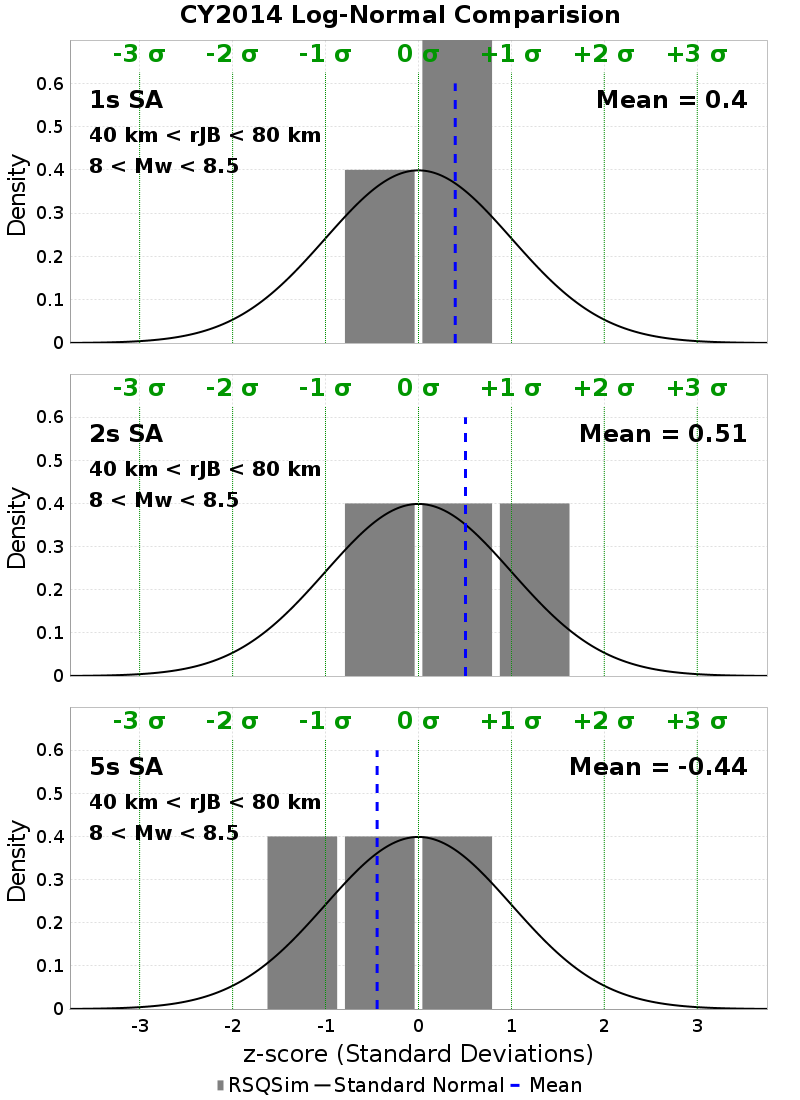 CY2014 Log-Normal Comparision
-3 σ -2 σ -1 σ 0 σ +1 σ +2 σ +3 σ
0.6
1s SA
Mean = 0.4
0.5
40 km < rJB < 80 km
8 < Mw < 8.5
0.4
0.3
0.2
0.1
0
Density
-3 σ -2 σ -1 σ 0 σ +1 σ +2 σ +3 σ
0.6
2s SA
Mean = 0.51
0.5
40 km < rJB < 80 km
8 < Mw < 8.5
0.4
0.3
0.2
0.1
0
Density
-3 σ -2 σ -1 σ 0 σ +1 σ +2 σ +3 σ
0.6
5s SA
Mean = -0.44
0.5
40 km < rJB < 80 km
8 < Mw < 8.5
0.4
0.3
0.2
0.1
0
Density
-3 -2 -1 0 1 2 3
z-score (Standard Deviations)
RSQSim Standard Normal Mean